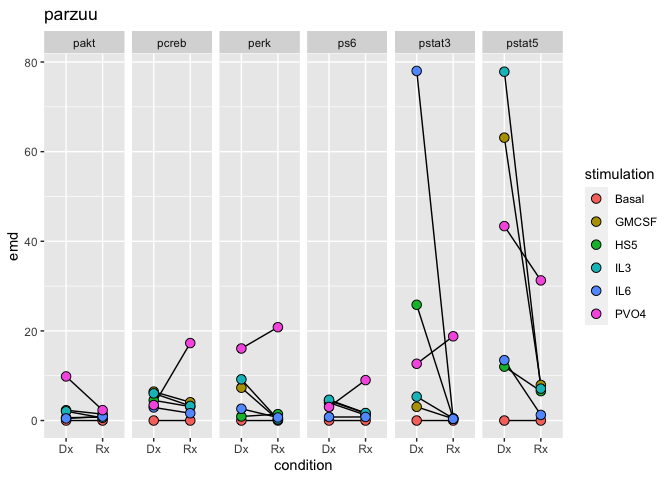 parzuu
pakt pcreb perk ps6 pstat3 pstat5
80
60
40
20
0
emd
Dx Rx Dx Rx Dx Rx Dx Rx Dx Rx Dx Rx
condition
stimulation
Basal
GMCSF
HS5
IL3
IL6
PVO4